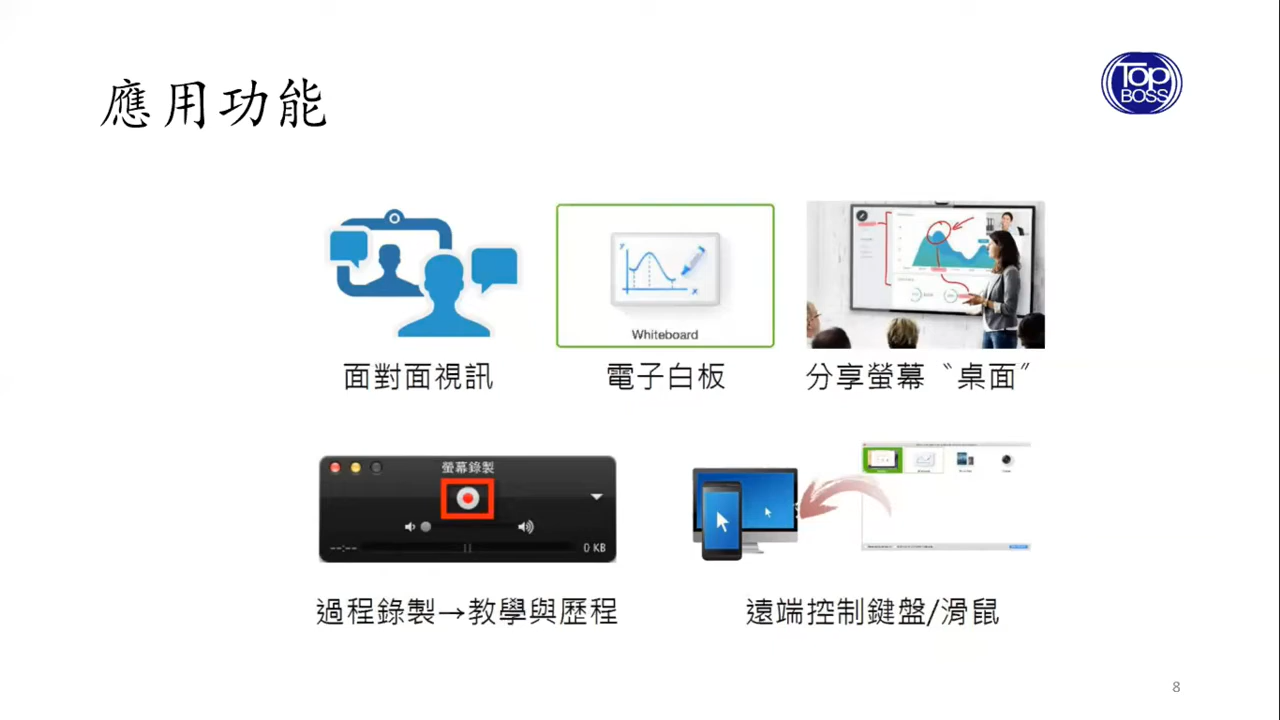 應用功能
Top
BOSS
y
x
Whiteboard
面對面視訊
電子白板
分享螢幕〝桌面〞
螢幕錄製
--:--
0 KB
過程錄製→教學與歷程
遠端控制鍵盤/滑鼠
8